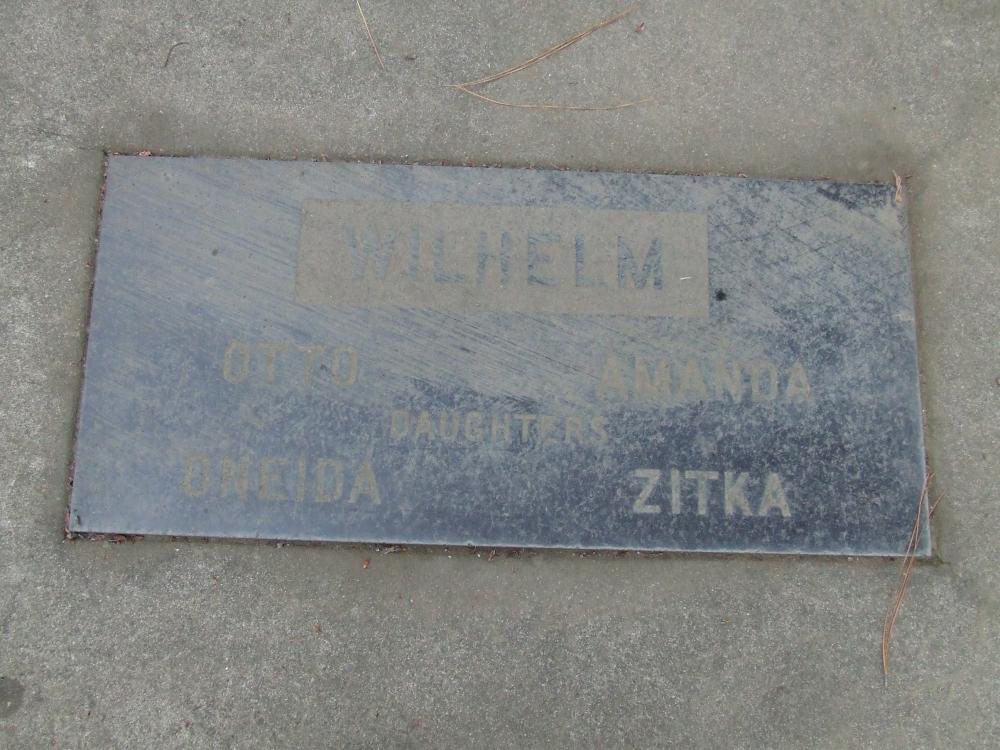 WILHELM
OTTO AMANDA
DAUGHTERS
ONEIDA ZITKA